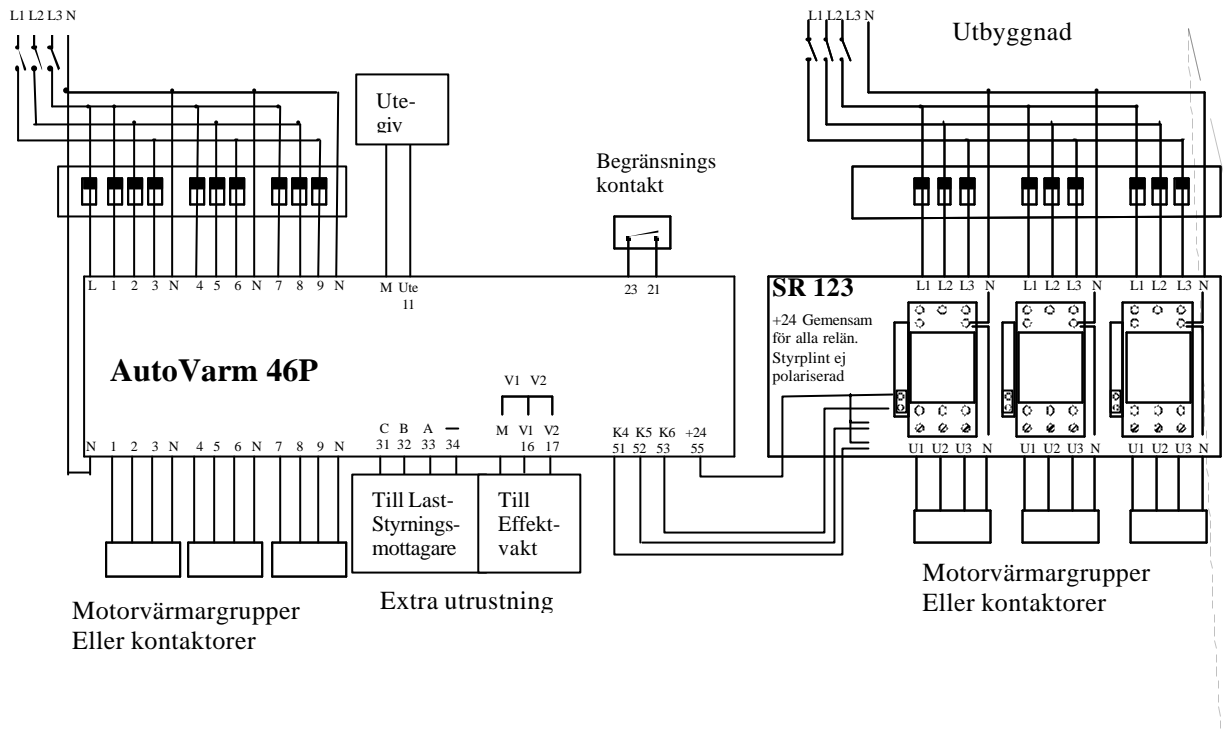 L1 L2 L3 N
L1 L2 L3 N
Utbyggnad
Ute-
giv
Begränsnings
kontakt
L 1 2 3 N 4 5 6 N 7 8 9 N
M Ute
11
23 21
L1 L2 L3 N L1 L2 L3 N L1 L2 L3 N
SR 123
+24 Gemensam
för alla relän.
Styrplint ej
polariserad
AutoVarm 46P
V1 V2
N 1 2 3 N 4 5 6 N 7 8 9 N
C B A —
31 32 33 34
M V1 V2
16 17
K4 K5 K6 +24
51 52 53 55
U1 U2 U3 N U1 U2 U3 N U1 U2 U3 N
Till Last-
Styrnings-
mottagare
Till
Effekt-
vakt
Motorvärmargrupper
Eller kontaktorer
Extra utrustning
Motorvärmargrupper
Eller kontaktorer